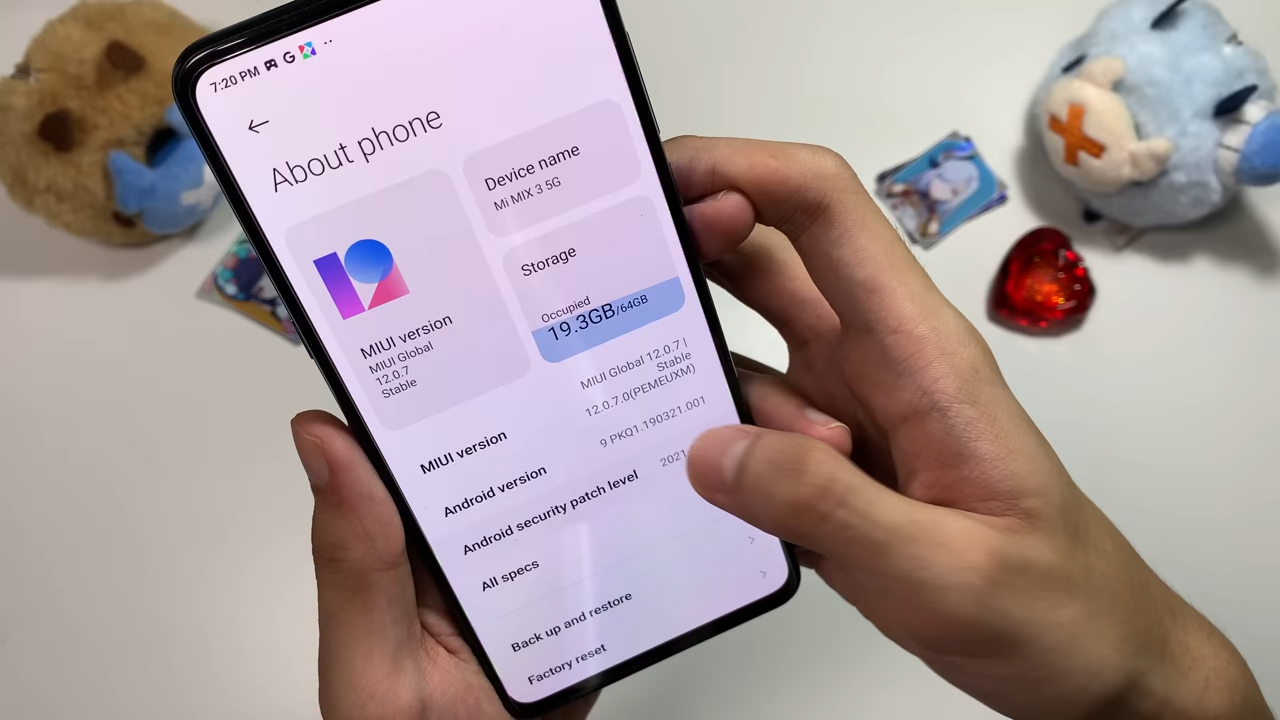 7:20 PM
About phone
Device name
Mi MIX 3 5G
MIUI version
MIUI Global
12.0.7
Stable
Storage
Occupied
19.3GB/64GB
MIUI version
MIUI Global 12.0.7 |
Stable
12.0.7.0(PEMEUXM)
Android version
9 PKQ1.190321.001
Android security patch level
2021
All specs
Back up and restore
Factory reset